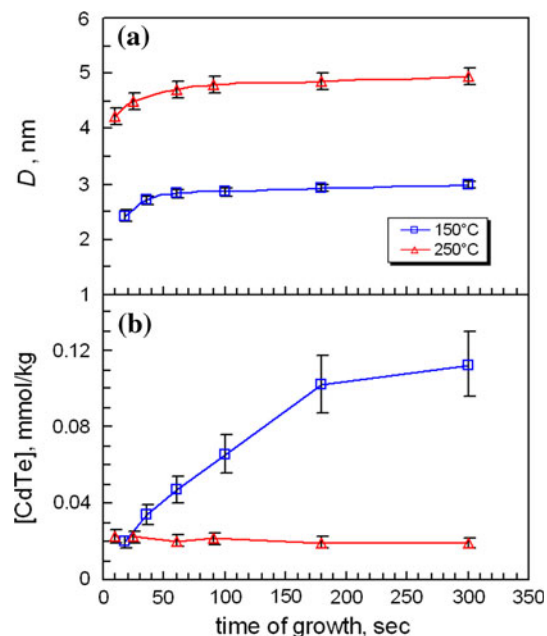 (a)
6
5
4
3
2
1
D, nm
150°C
250°C
(b)
0.12
0.08
0.04
0
[CdTe], mmol/kg
0 50 100 150 200 250 300 350
time of growth, sec